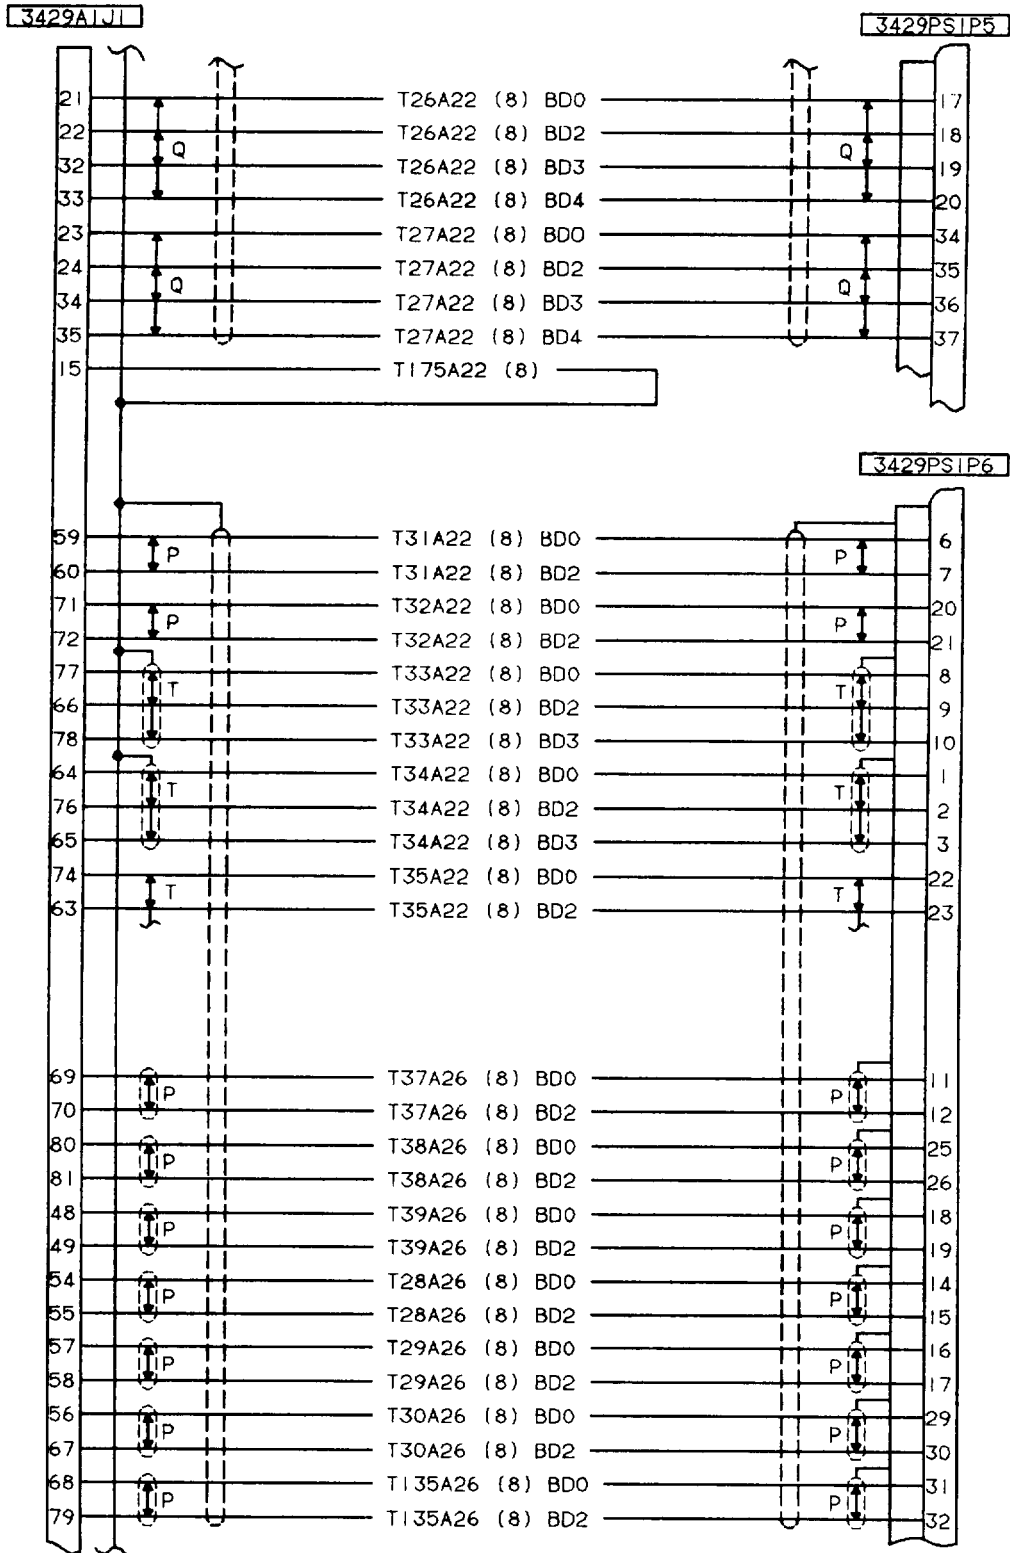 3429A1J1
3429PS1P5
21 T26A22 (8) BD0 17
22 T26A22 (8) BD2 18
Q Q
32 T26A22 (8) BD3 19
33 T26A22 (8) BD4 20
23 T27A22 (8) BD0 34
24 T27A22 (8) BD2 35
Q Q
34 T27A22 (8) BD3 36
35 T27A22 (8) BD4 37
15 T175A22 (8)
3429PS1P6
59 T31A22 (8) BD0 6
P P
60 T31A22 (8) BD2 7
71 T32A22 (8) BD0 20
P P
72 T32A22 (8) BD2 21
77 T33A22 (8) BD0 8
T T
66 T33A22 (8) BD2 9
78 T33A22 (8) BD3 10
64 T34A22 (8) BD0 1
T T
76 T34A22 (8) BD2 2
65 T34A22 (8) BD3 3
74 T35A22 (8) BD0 22
T T
63 T35A22 (8) BD2 23
69 T37A26 (8) BD0 11
P P
70 T37A26 (8) BD2 12
80 T38A26 (8) BD0 25
P P
81 T38A26 (8) BD2 26
48 T39A26 (8) BD0 18
P P
49 T39A26 (8) BD2 19
54 T28A26 (8) BD0 14
P P
55 T28A26 (8) BD2 15
57 T29A26 (8) BD0 16
P P
58 T29A26 (8) BD2 17
56 T30A26 (8) BD0 29
P P
67 T30A26 (8) BD2 30
68 T135A26 (8) BD0 31
P P
79 T135A26 (8) BD2 32